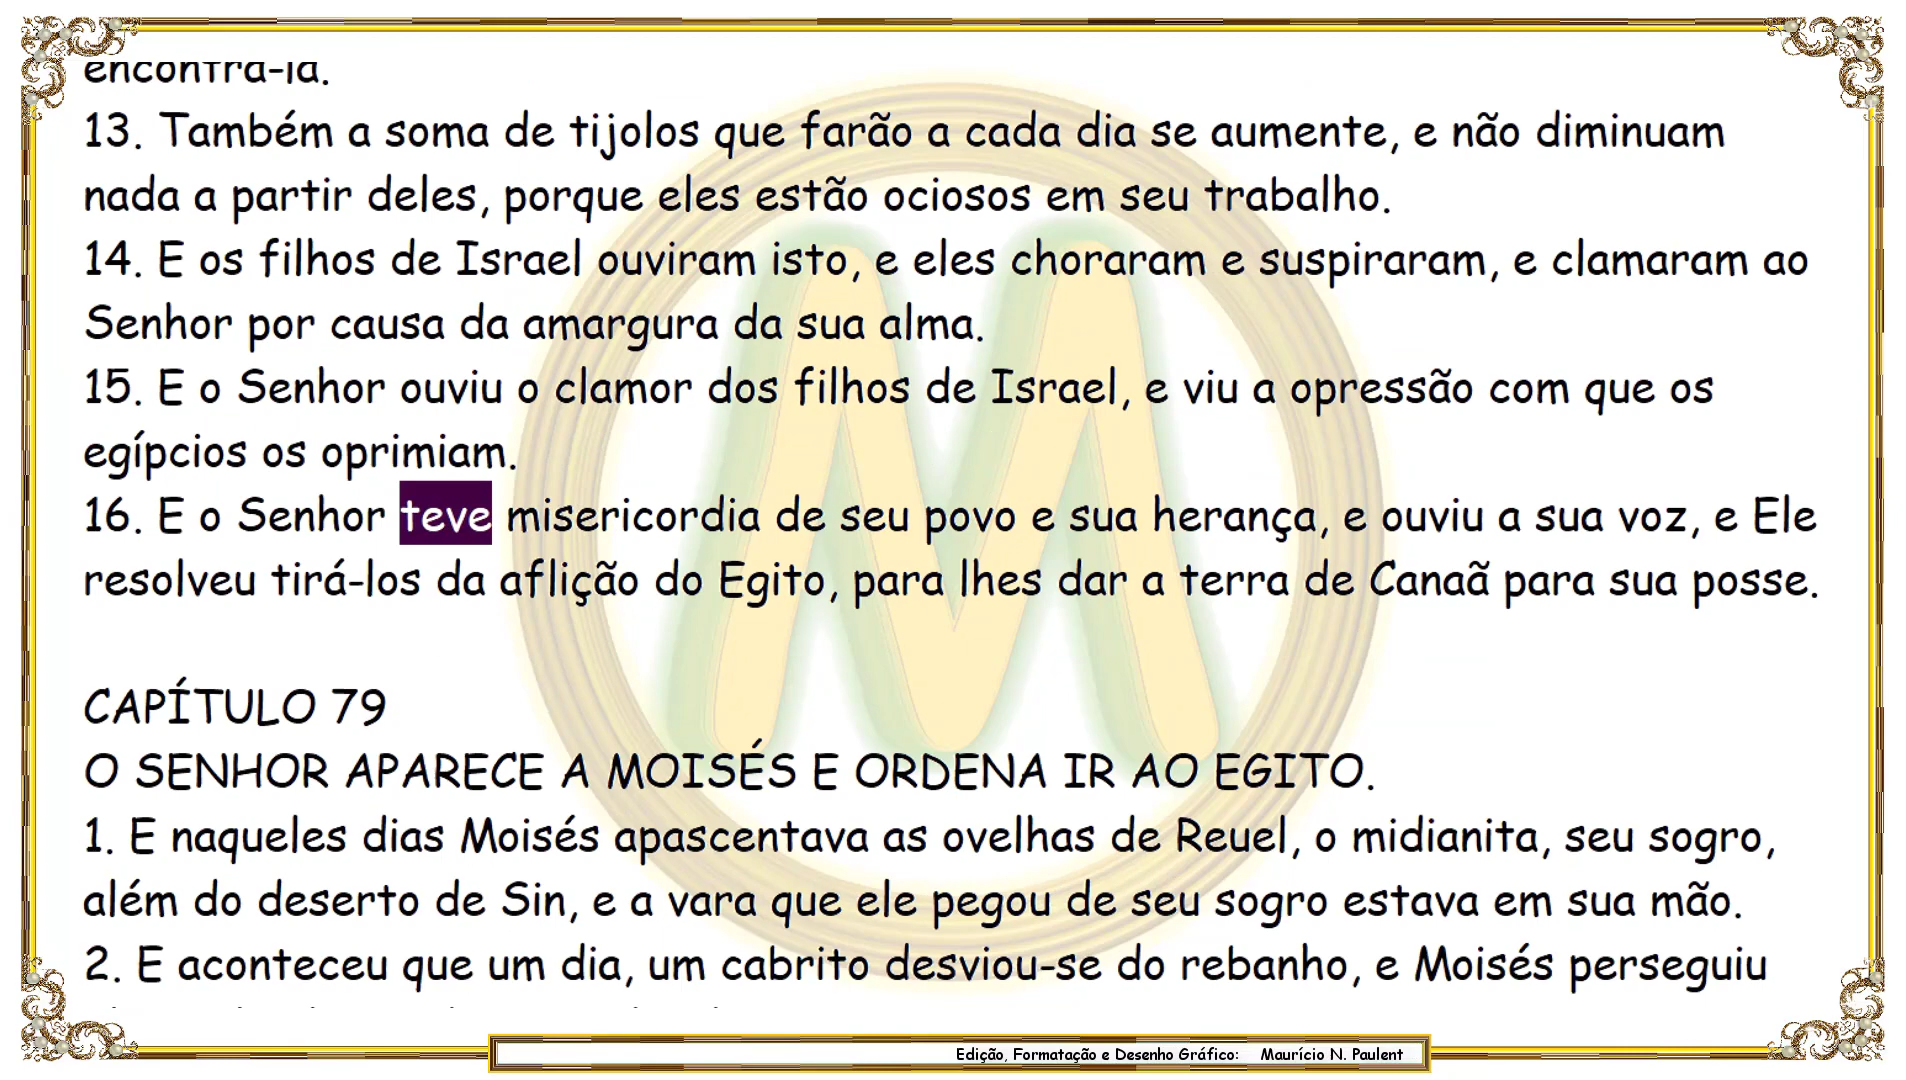 encontrá-la.
13. Também a soma de tijolos que farão a cada dia se aumente, e não diminuam
nada a partir deles, porque eles estão ociosos em seu trabalho.
14. E os filhos de Israel ouviram isto, e eles choraram e suspiraram, e clamaram ao
Senhor por causa da amargura da sua alma.
15. E o Senhor ouviu o clamor dos filhos de Israel, e viu a opressão com que os
egípcios os oprimiam.
16. E o Senhor teve misericordia de seu povo e sua herança, e ouviu a sua voz, e Ele
resolveu tirá-los da aflição do Egito, para lhes dar a terra de Canaã para sua posse.
CAPÍTULO 79
O SENHOR APARECE A MOISÉS E ORDENA IR AO EGITO.
1. E naqueles dias Moisés apascentava as ovelhas de Reuel, o midianita, seu sogro,
além do deserto de Sin, e a vara que ele pegou de seu sogro estava em sua mão.
2. E aconteceu que um dia, um cabrito desviou-se do rebanho, e Moisés perseguiu
Edição, Formatação e Desenho Gráfico: Maurício N. Paulent